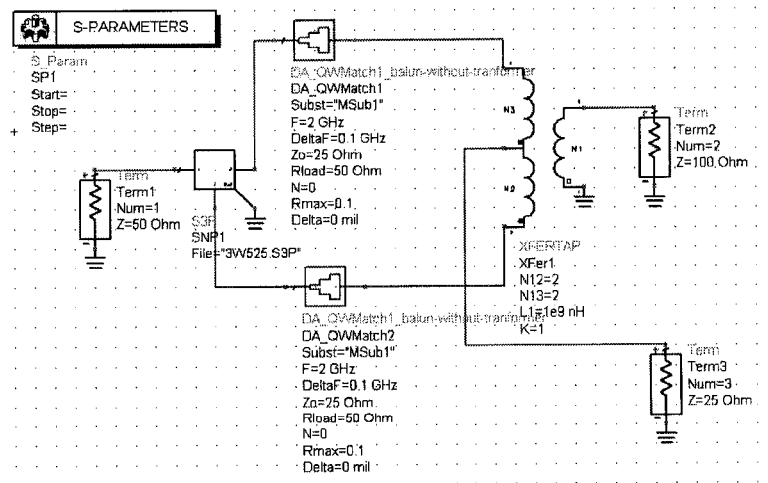 S-PARAMETERS
S_Param
SP1
Start=
Stop=
Step=
DA_QWMatch1_balun-without-tranformer
DA_QWMatch1
Subst="MSub1"
F=2 GHz
DeltaF=0.1 GHz
Zo=25 Ohm
Rload=50 Ohm
N=0
Rmax=0.1
Delta=0 mil
Term
Term1
Num=1
Z=50 Ohm
Ref
S3P
SNP1
File="3W525.S3P"
N3
N1
N2
Term
Term2
Num=2
Z=100 Ohm
XFERTAP
XFer1
N12=2
N13=2
L1=1e9 nH
K=1
DA_QWMatch1_balun-without-tranformer
DA_QWMatch2
Subst="MSub1"
F=2 GHz
DeltaF=0.1 GHz
Zo=25 Ohm
Rload=50 Ohm
N=0
Rmax=0.1
Delta=0 mil
Term
Term3
Num=3
Z=25 Ohm